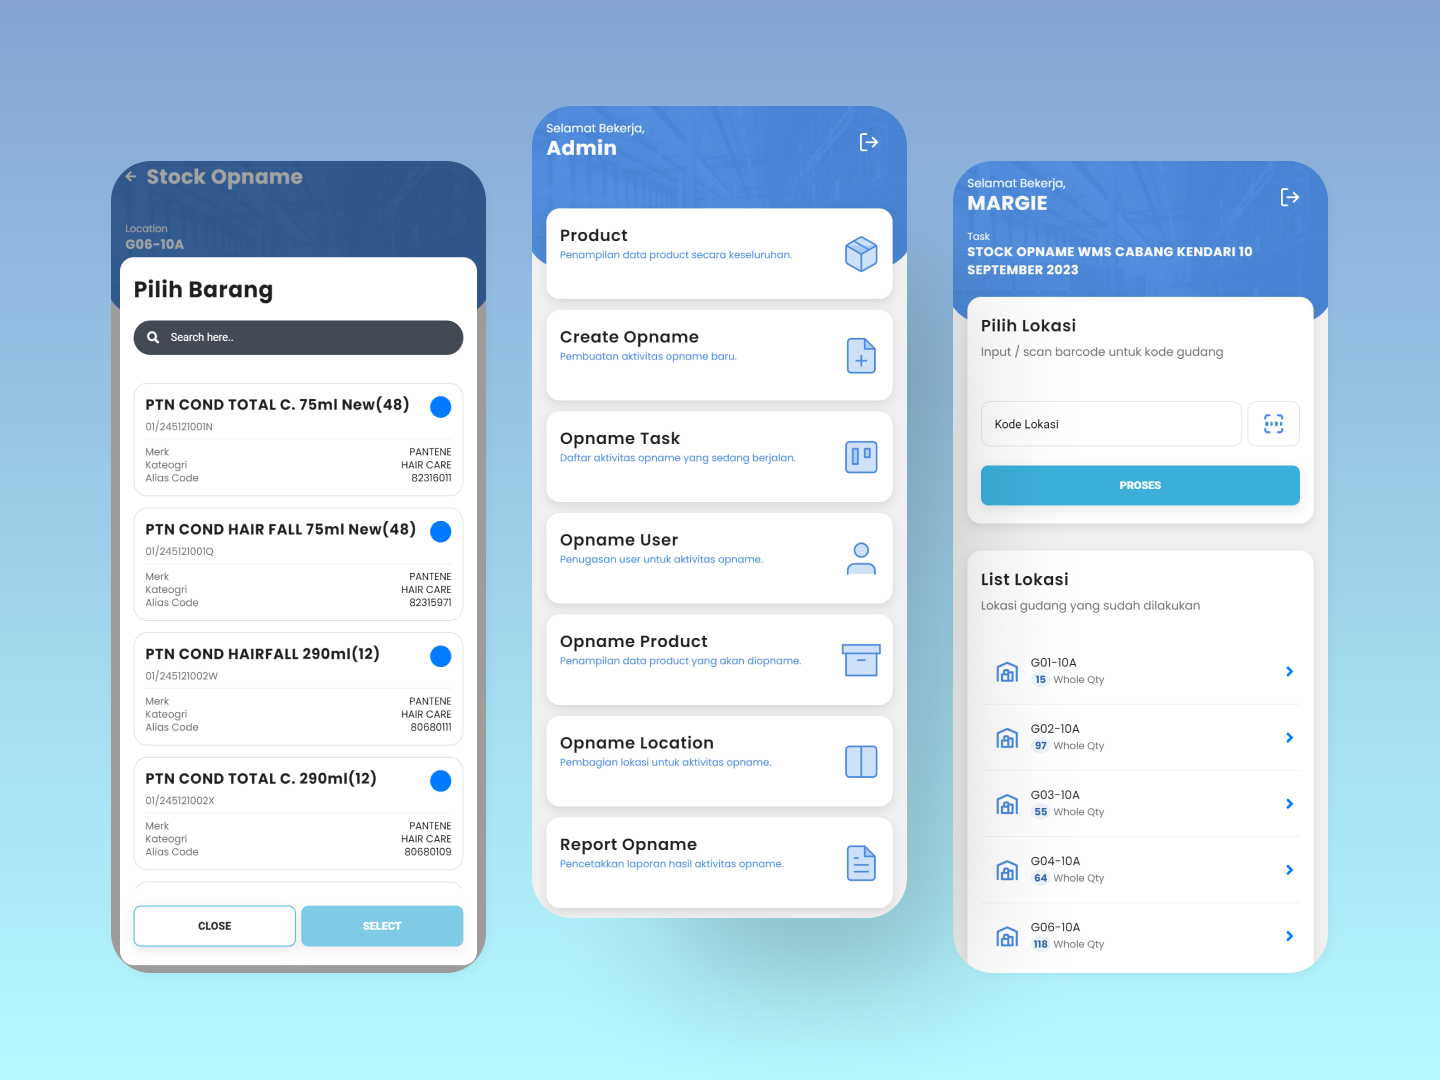 Stock Opname
Location
G06-10A
Pilih Barang
Search here..
PTN COND TOTAL C. 75ml New(48)
01/245121001N
Merk PANTENE
Kateogri HAIR CARE
Alias Code 82316011
PTN COND HAIR FALL 75ml New(48)
01/245121001Q
Merk PANTENE
Kateogri HAIR CARE
Alias Code 82315971
PTN COND HAIRFALL 290ml(12)
01/245121002W
Merk PANTENE
Kateogri HAIR CARE
Alias Code 80680111
PTN COND TOTAL C. 290ml(12)
01/245121002X
Merk PANTENE
Kateogri HAIR CARE
Alias Code 80680109
CLOSE SELECT
Selamat Bekerja,
Admin
Product
Penampilan data product secara keseluruhan.
Create Opname
Pembuatan aktivitas opname baru.
Opname Task
Daftar aktivitas opname yang sedang berjalan.
Opname User
Penugasan user untuk aktivitas opname.
Opname Product
Penampilan data product yang akan diopname.
Opname Location
Pembagian lokasi untuk aktivitas opname.
Report Opname
Pencetakkan laporan hasil aktivitas opname.
Selamat Bekerja,
MARGIE
Task
STOCK OPNAME WMS CABANG KENDARI 10
SEPTEMBER 2023
Pilih Lokasi
Input / scan barcode untuk kode gudang
Kode Lokasi
PROSES
List Lokasi
Lokasi gudang yang sudah dilakukan
G01-10A
15 Whole Qty
G02-10A
97 Whole Qty
G03-10A
55 Whole Qty
G04-10A
64 Whole Qty
G06-10A
118 Whole Qty